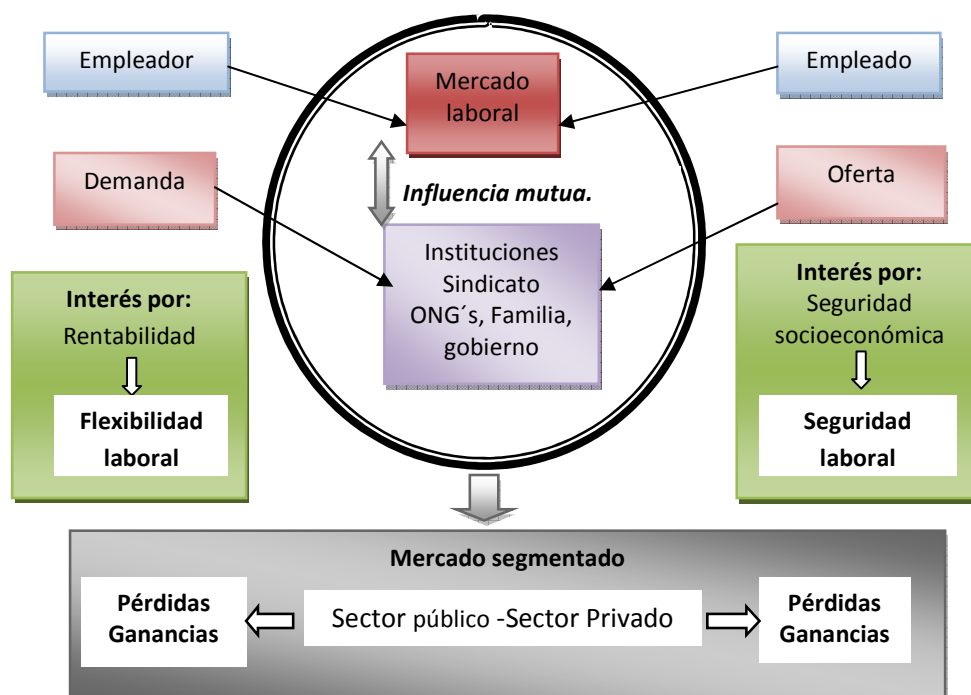 Empleador
Mercado
laboral
Empleado
Demanda
Influencia mutua.
Oferta
Instituciones
Sindicato
ONG´s, Familia,
gobierno
Interés por:
Rentabilidad
Flexibilidad
laboral
Interés por:
Seguridad
socioeconómica
Seguridad
laboral
Mercado segmentado
Pérdidas
Ganancias
Sector público -Sector Privado
Pérdidas
Ganancias